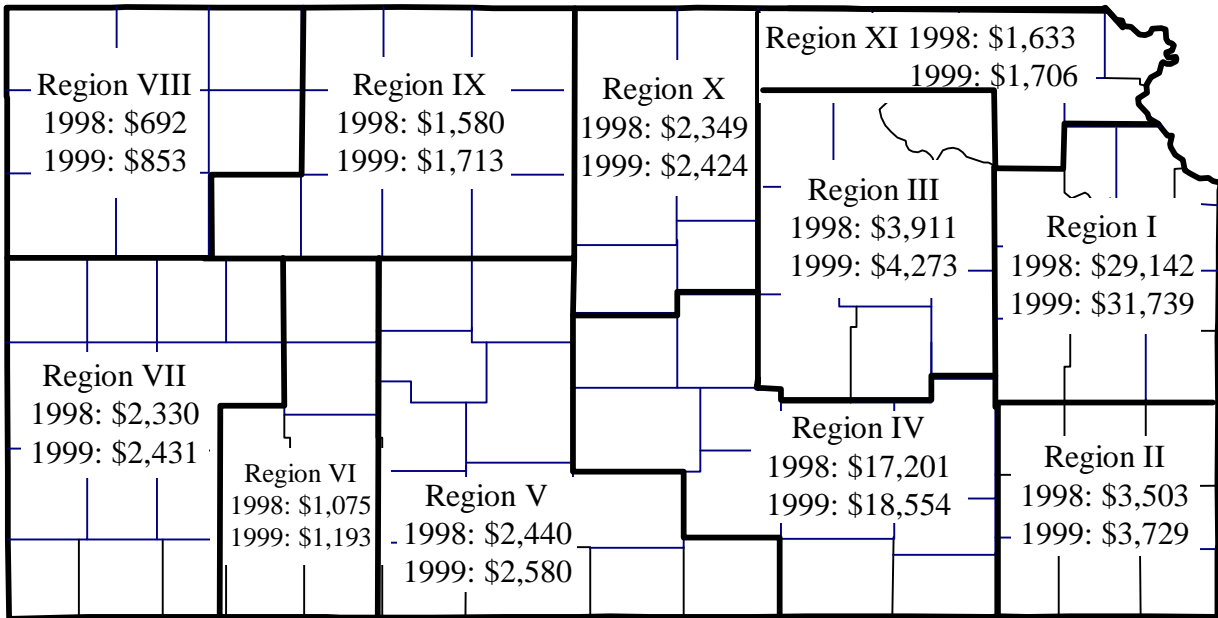 Region VIII
1998: $692
1999: $853
Region IX
1998: $1,580
1999: $1,713
Region X
1998: $2,349
1999: $2,424
Region XI 1998: $1,633
1999: $1,706
Region III
1998: $3,911
1999: $4,273
Region I
1998: $29,142
1999: $31,739
Region VII
1998: $2,330
1999: $2,431
Region VI
1998: $1,075
1999: $1,193
Region V
1998: $2,440
1999: $2,580
Region IV
1998: $17,201
1999: $18,554
Region II
1998: $3,503
1999: $3,729